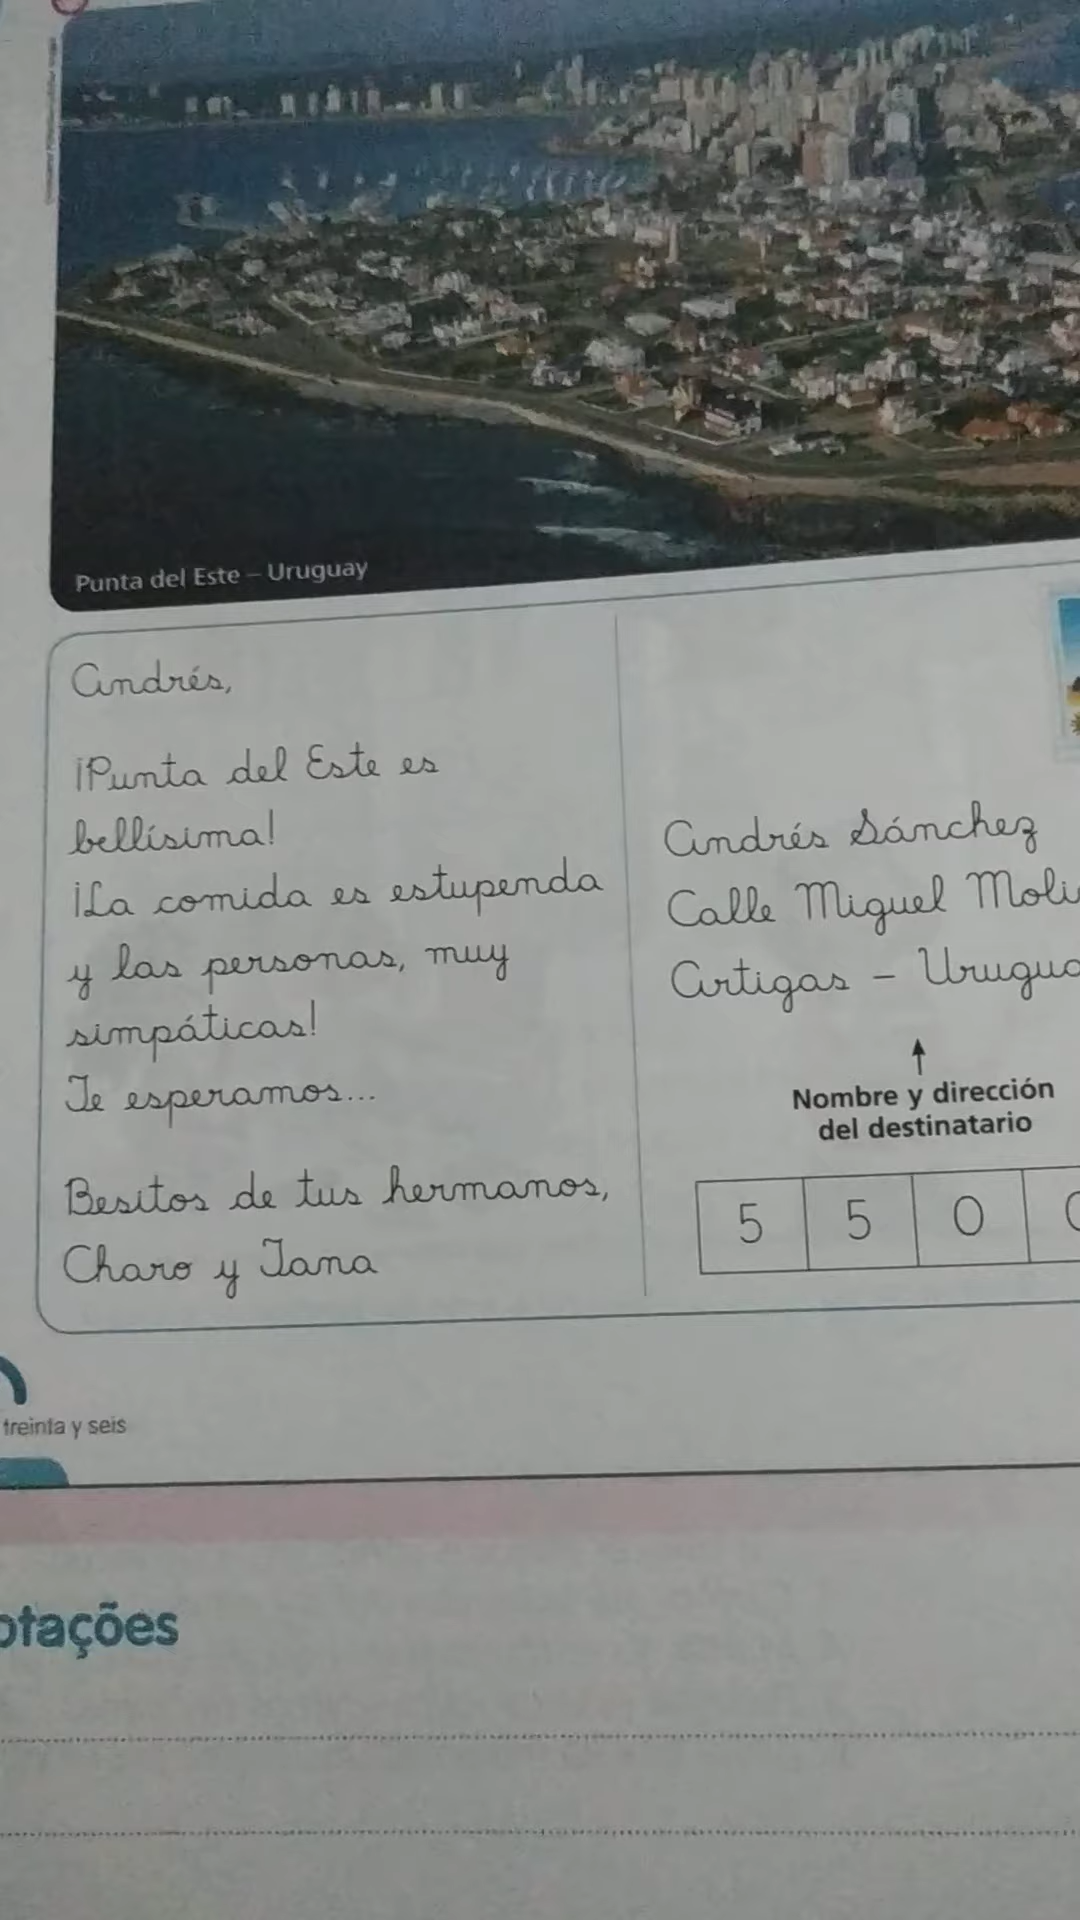 Punta del Este – Uruguay
Andrés,
¡Punta del Este es
bellísima!
¡La comida es estupenda
y las personas, muy
simpáticas!
Te esperamos...
Besitos de tus hermanos,
Charo y Tana
Andrés Sánchez
Calle Miguel
Artigas –
Nombre y dirección
del destinatario
5 5 0
treinta y seis